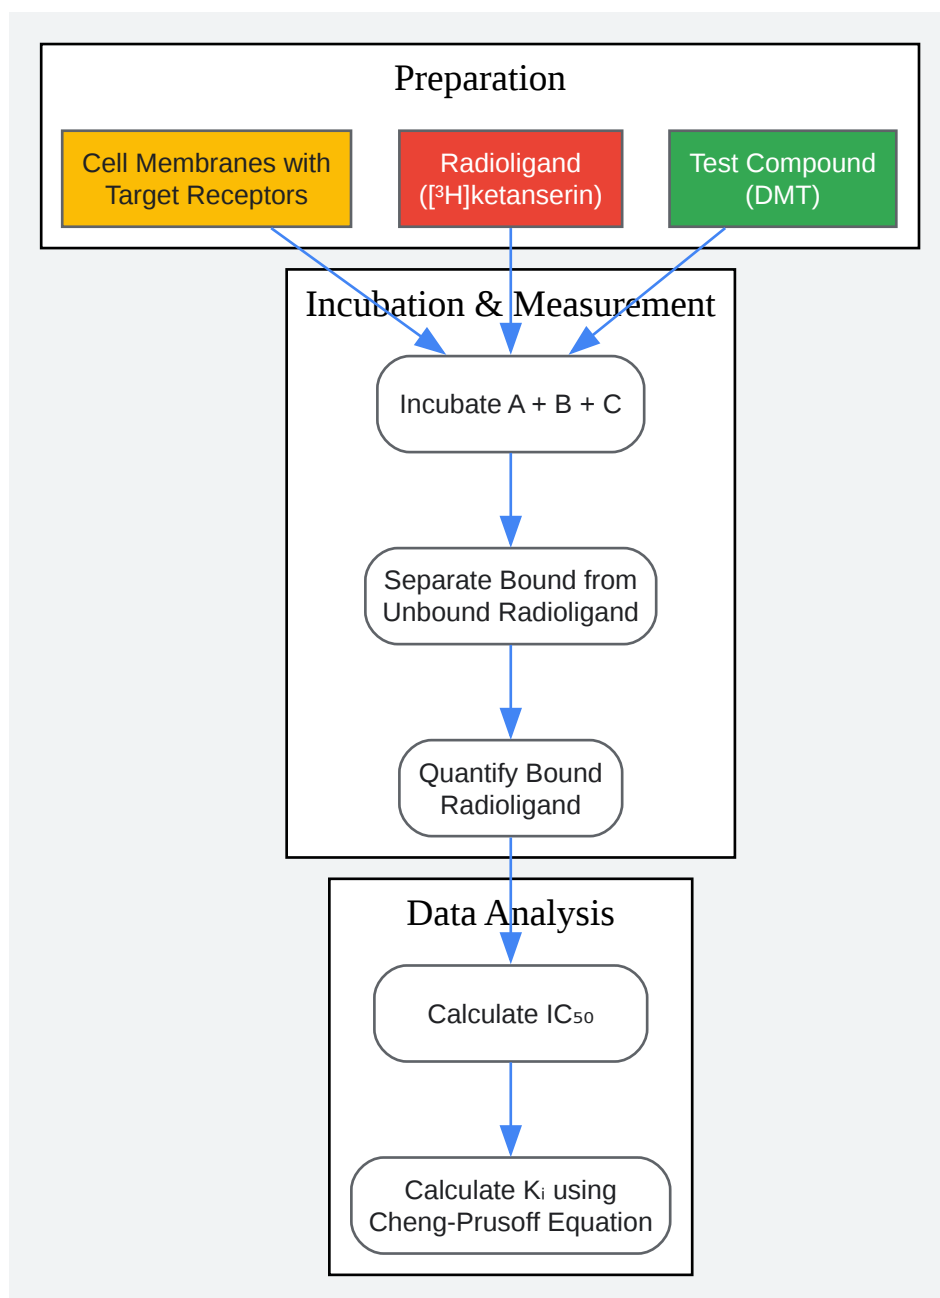 Preparation
Cell Membranes with
Target Receptors
Radioligand
([³H]ketanserin)
Test Compound
(DMT)
Incubation & Measurement
Incubate A + B + C
Separate Bound from
Unbound Radioligand
Quantify Bound
Radioligand
Data Analysis
Calculate IC₅₀
Calculate Kᵢ using
Cheng-Prusoff Equation